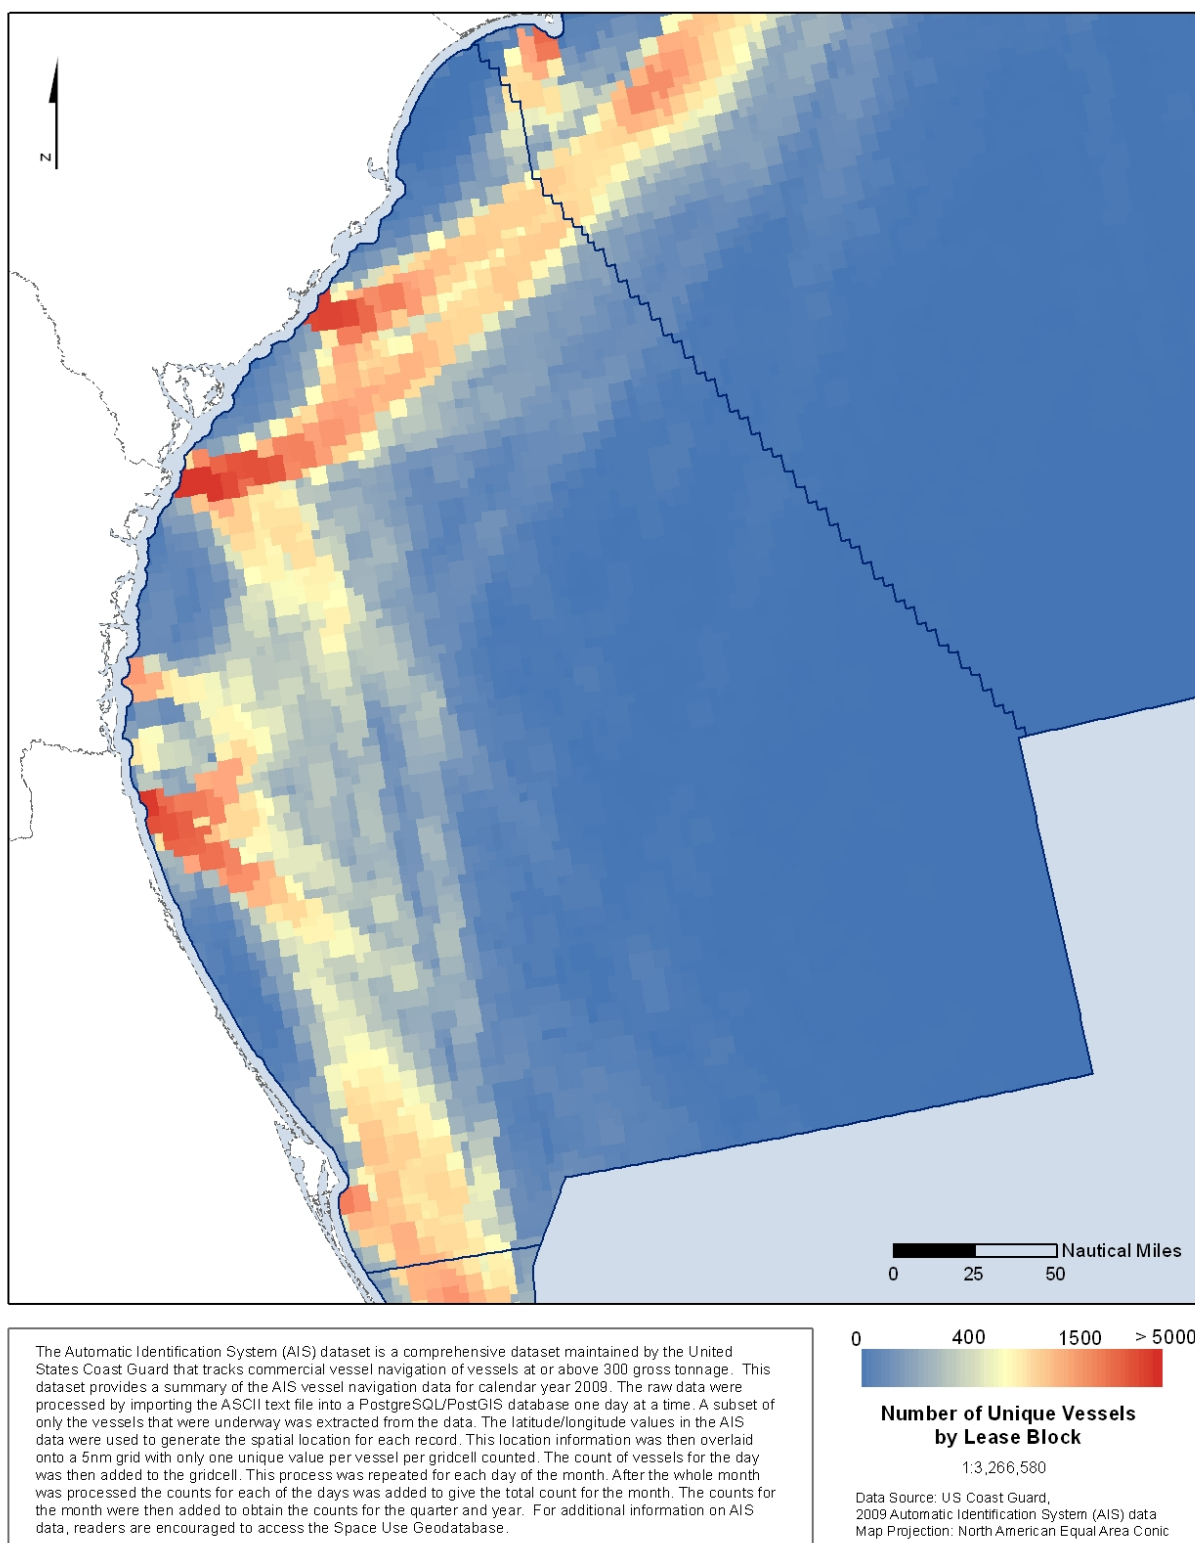 N
Nautical Miles
0 25 50
The Automatic Identification System (AIS) dataset is a comprehensive dataset maintained by the United
States Coast Guard that tracks commercial vessel navigation of vessels at or above 300 gross tonnage. This
dataset provides a summary of the AIS vessel navigation data for calendar year 2009. The raw data were
processed by importing the ASCII text file into a PostgreSQL/PostGIS database one day at a time. A subset of
only the vessels that were underway was extracted from the data. The latitude/longitude values in the AIS
data were used to generate the spatial location for each record. This location information was then overlaid
onto a 5nm grid with only one unique value per vessel per gridcell counted. The count of vessels for the day
was then added to the gridcell. This process was repeated for each day of the month. After the whole month
was processed the counts for each of the days was added to give the total count for the month. The counts for
the month were then added to obtain the counts for the quarter and year. For additional information on AIS
data, readers are encouraged to access the Space Use Geodatabase.
0 400 1500 > 5000
Number of Unique Vessels
by Lease Block
1:3,266,580
Data Source: US Coast Guard,
2009 Automatic Identification System (AIS) data
Map Projection: North American Equal Area Conic